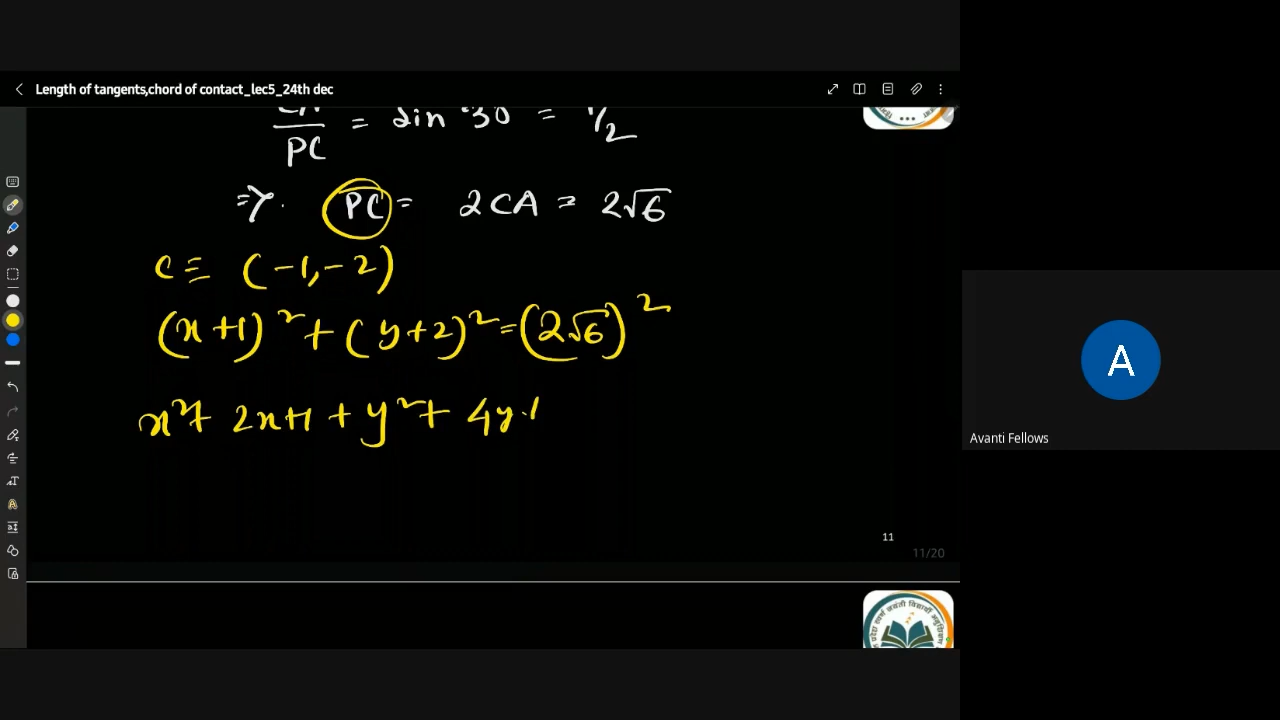 Length of tangents,chord of contact_lec5_24th dec
CA/PC = sin 30 = 1/2
⇒ PC = 2CA = 2√6
C ≡ (-1,-2)
(x+1)² + (y+2)² = (2√6)²
x² + 2x+1 + y² + 4y
11
11/20
A
Avanti Fellows